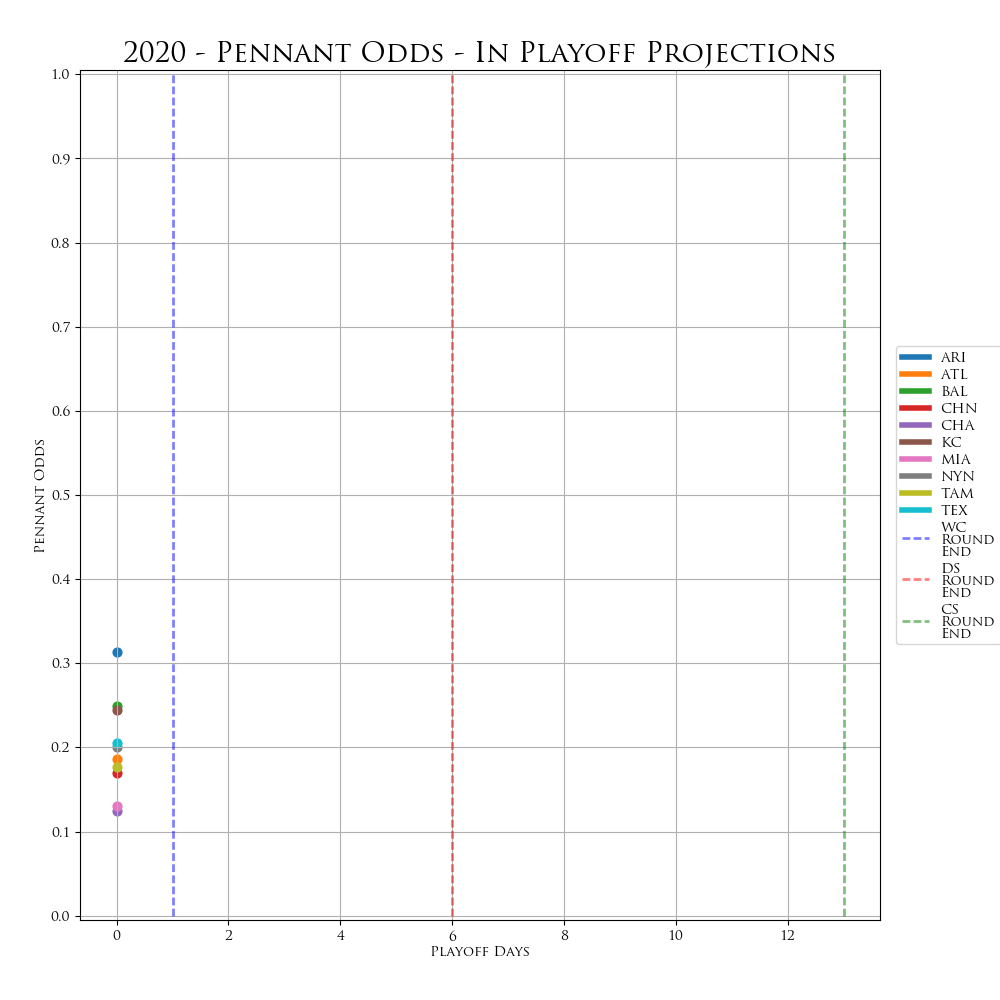 2020 - Pennant Odds - In Playoff Projections
1.0
0.9
0.8
0.7
0.6
0.5
0.4
0.3
0.2
0.1
0.0
Pennant Odds
0 2 4 6 8 10 12
Playoff Days
ARI
ATL
BAL
CHN
CHA
KC
MIA
NYN
TAM
TEX
WC
Round
End
DS
Round
End
CS
Round
End